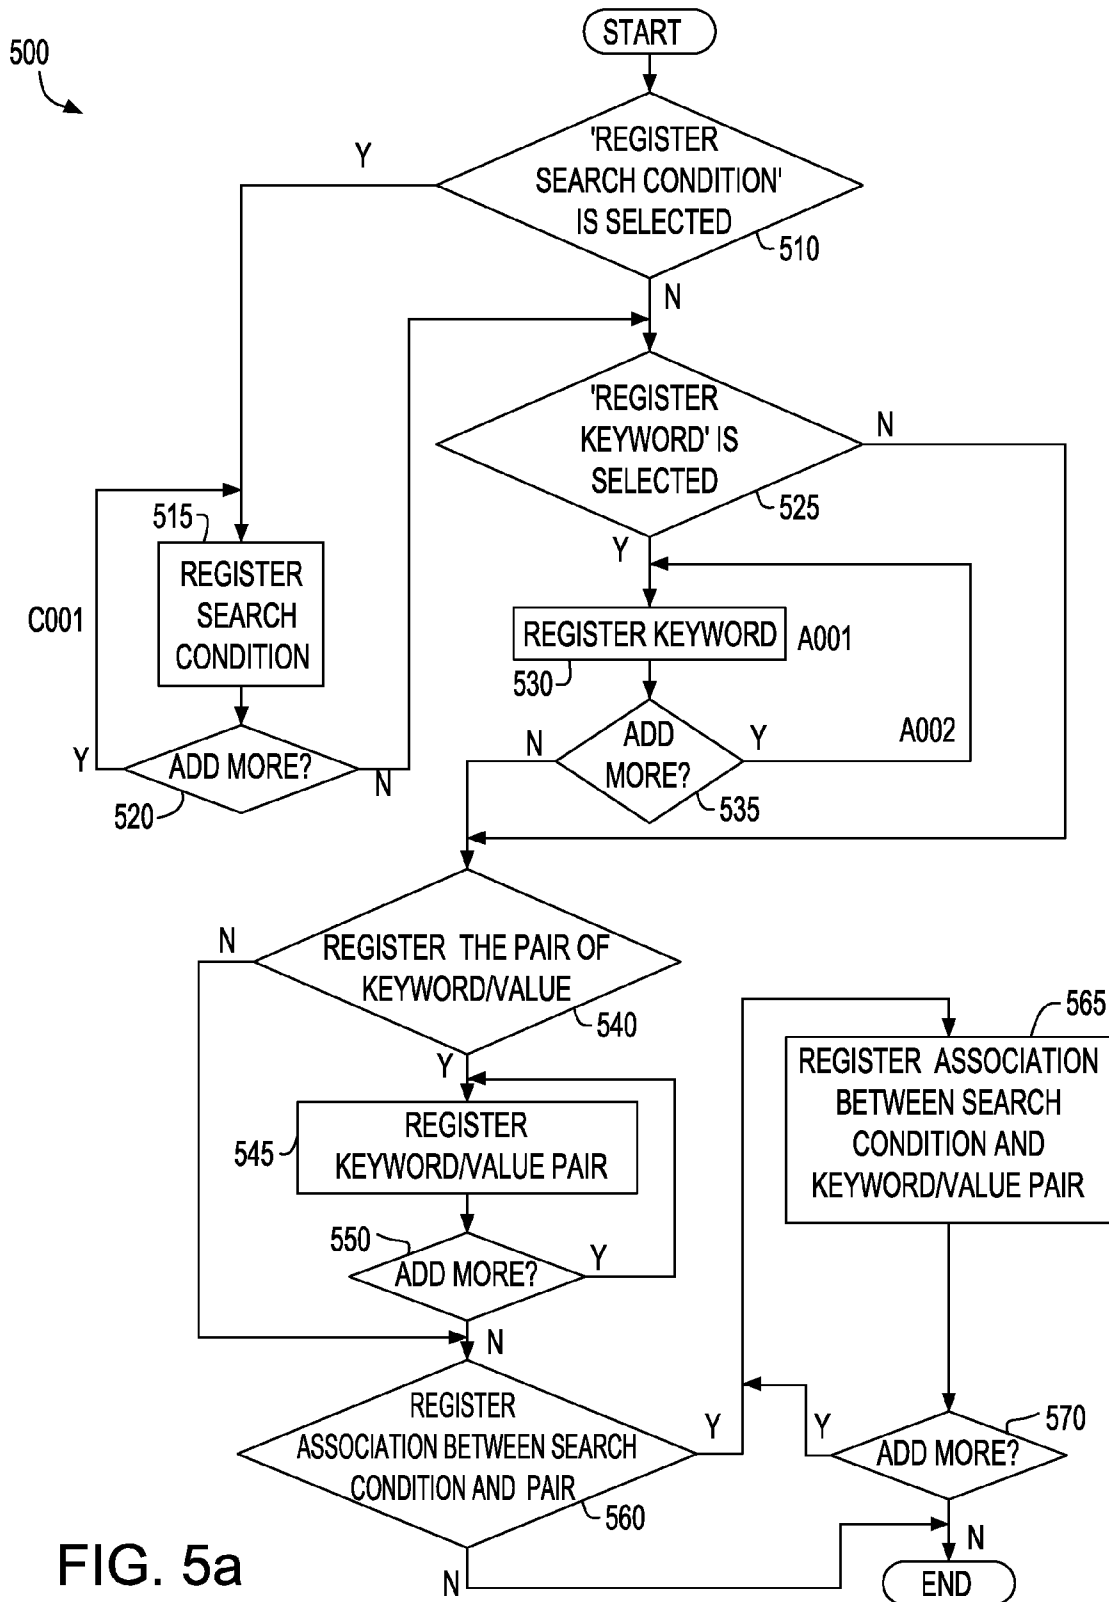 START
500
'REGISTER
SEARCH CONDITION'
IS SELECTED
510
Y
N
'REGISTER
KEYWORD' IS
SELECTED
525
N
Y
515
REGISTER
SEARCH
CONDITION
C001
REGISTER KEYWORD
A001
530
ADD MORE?
Y
N
520
ADD
MORE?
N
Y
A002
535
REGISTER THE PAIR OF
KEYWORD/VALUE
N
540
Y
565
REGISTER ASSOCIATION
BETWEEN SEARCH
CONDITION AND
KEYWORD/VALUE PAIR
545
REGISTER
KEYWORD/VALUE PAIR
550
ADD MORE?
Y
N
REGISTER
ASSOCIATION BETWEEN SEARCH
CONDITION AND PAIR
560
Y
N
Y
ADD MORE?
570
N
END
FIG. 5a